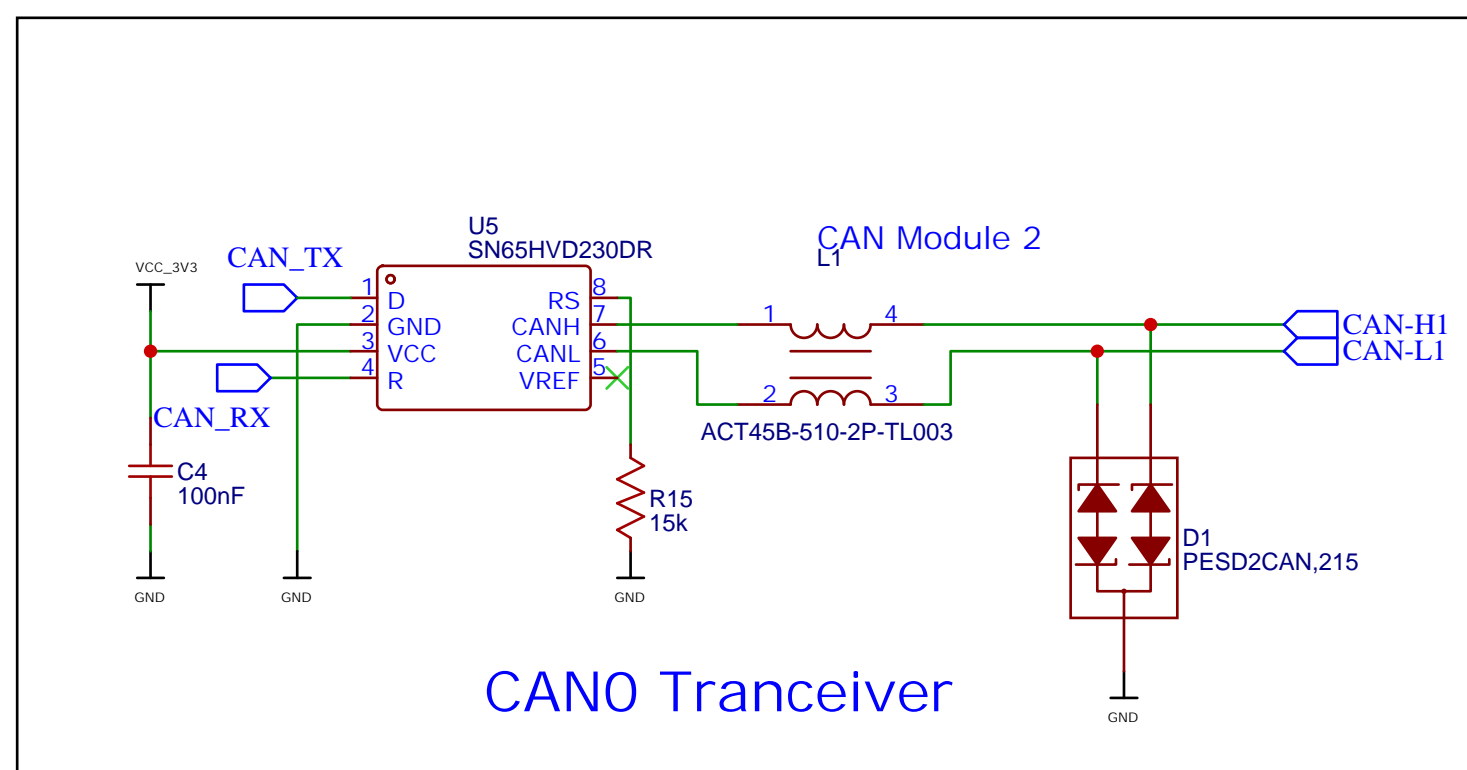 U5
SN65HVD230DR
CAN Module 2
L1
CAN_TX
VCC_3V3
1
D
RS
8
2
GND
CANH
7
3
VCC
CANL
6
4
R
VREF
5
CAN_RX
1
4
2
3
ACT45B-510-2P-TL003
CAN-H1
CAN-L1
C4
100nF
R15
15k
D1
PESD2CAN,215
GND
GND
GND
GND
CAN0 Tranceiver